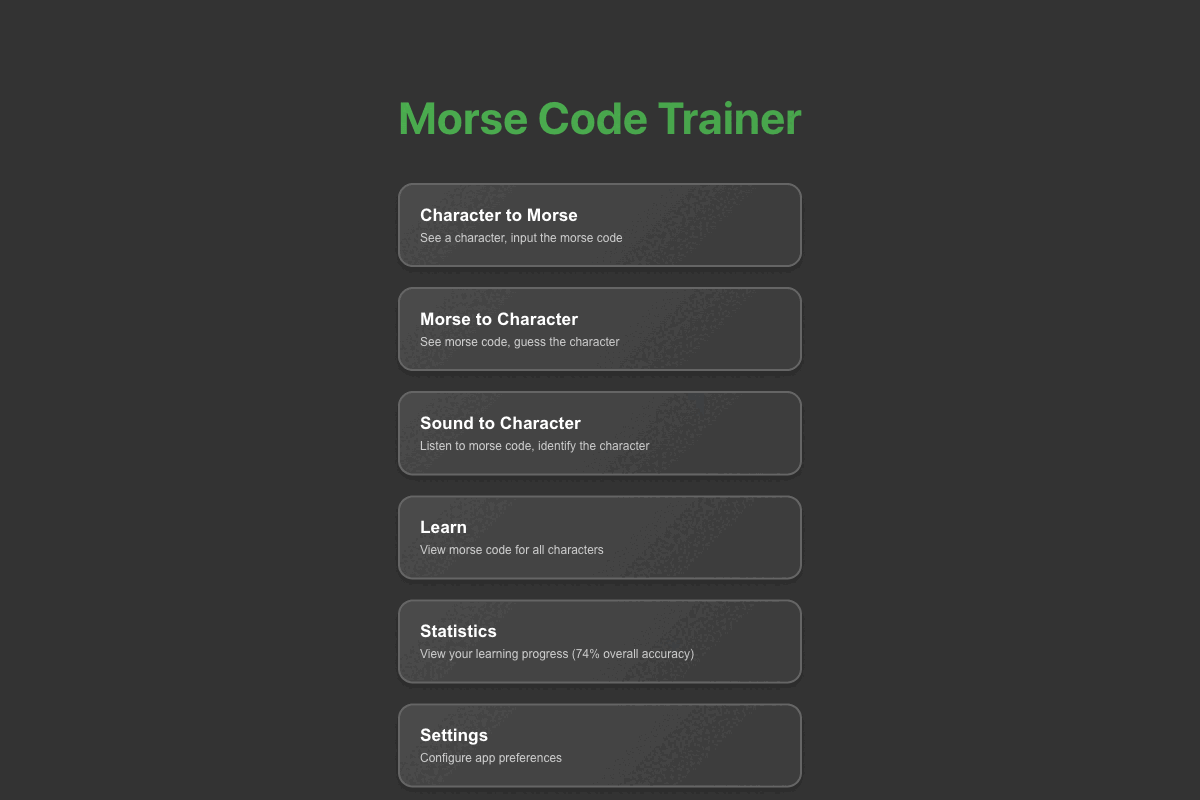 Morse Code Trainer
Character to Morse
See a character, input the morse code
Morse to Character
See morse code, guess the character
Sound to Character
Listen to morse code, identify the character
Learn
View morse code for all characters
Statistics
View your learning progress (74% overall accuracy)
Settings
Configure app preferences